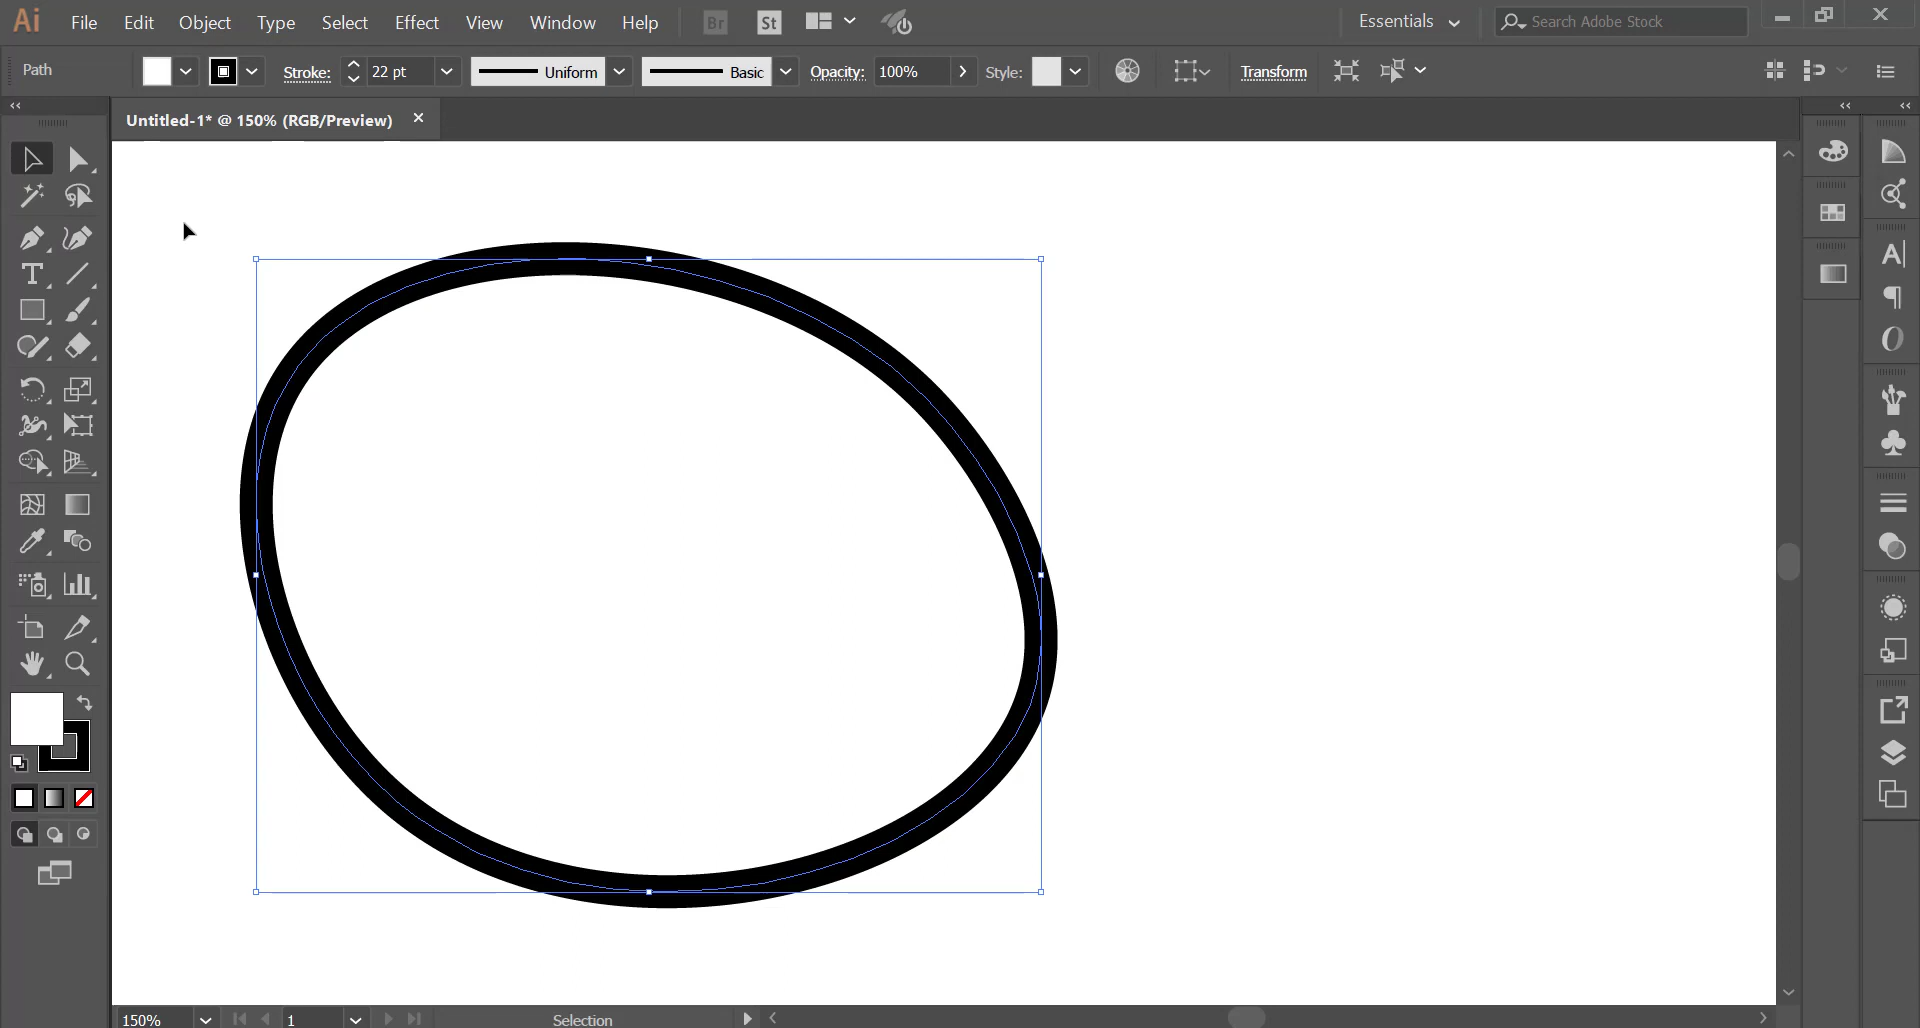 Ai File Edit Object Type Select Effect View Window Help Br St Essentials Search Adobe Stock
Path Stroke: 22 pt Uniform Basic Opacity: 100% Style: Transform
Untitled-1* @ 150% (RGB/Preview)
150% 1 Selection